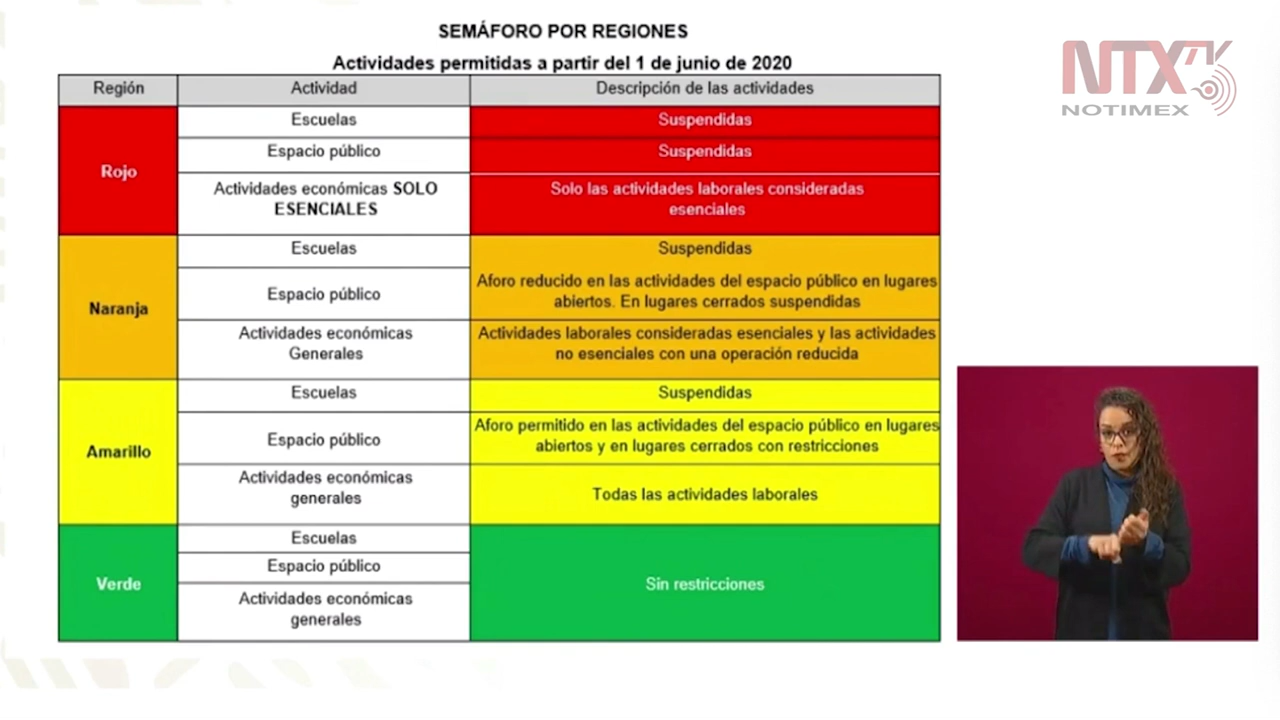 SEMÁFORO POR REGIONES
Actividades permitidas a partir del 1 de junio de 2020
NTX TV
NOTIMEX
Región
Actividad
Descripción de las actividades
Rojo
Escuelas
Suspendidas
Espacio público
Suspendidas
Actividades económicas SOLO
ESENCIALES
Solo las actividades laborales consideradas
esenciales
Naranja
Escuelas
Suspendidas
Espacio público
Aforo reducido en las actividades del espacio público en lugares
abiertos. En lugares cerrados suspendidas
Actividades económicas
Generales
Actividades laborales consideradas esenciales y las actividades
no esenciales con una operación reducida
Amarillo
Escuelas
Suspendidas
Espacio público
Aforo permitido en las actividades del espacio público en lugares
abiertos y en lugares cerrados con restricciones
Actividades económicas
generales
Todas las actividades laborales
Verde
Escuelas
Espacio público
Actividades económicas
generales
Sin restricciones